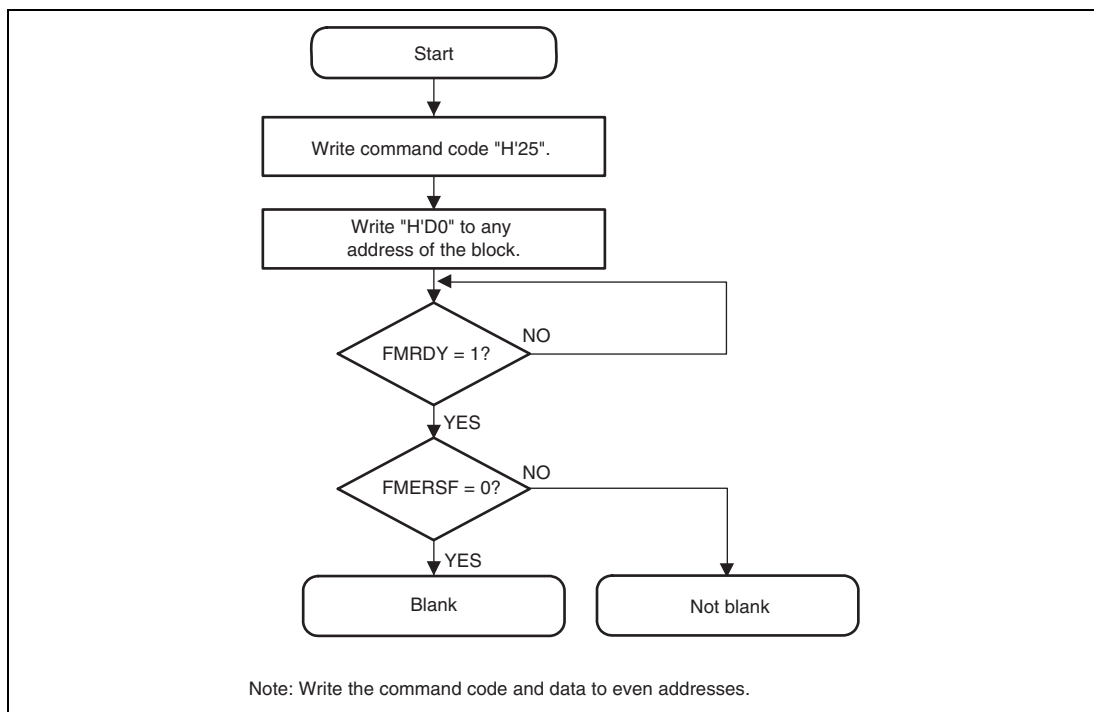 Start
Write command code "H'25".
Write "H'D0" to any
address of the block.
FMRDY = 1?
NO
YES
FMERSF = 0?
NO
YES
Blank
Not blank
Note: Write the command code and data to even addresses.